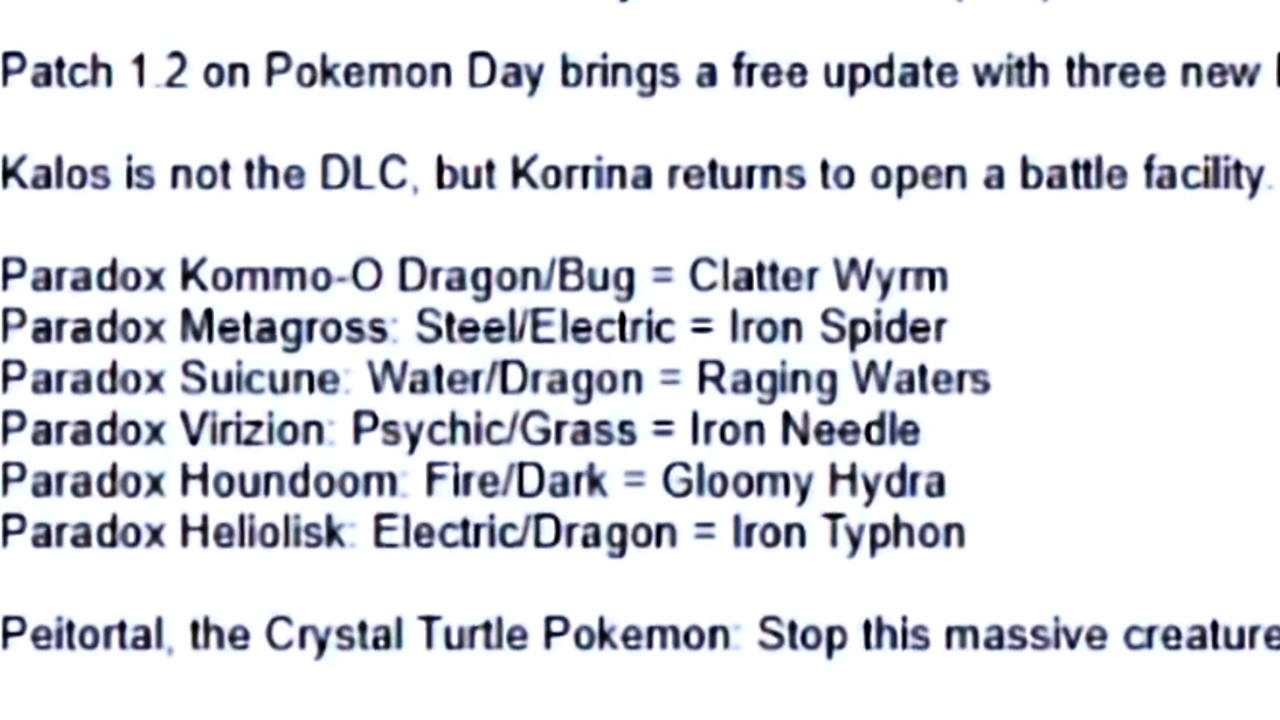 Patch 1.2 on Pokemon Day brings a free update with three new
Kalos is not the DLC, but Korrina returns to open a battle facility.
Paradox Kommo-O Dragon/Bug = Clatter Wyrm
Paradox Metagross: Steel/Electric = Iron Spider
Paradox Suicune: Water/Dragon = Raging Waters
Paradox Virizion: Psychic/Grass = Iron Needle
Paradox Houndoom: Fire/Dark = Gloomy Hydra
Paradox Heliolisk: Electric/Dragon = Iron Typhon
Peitortal, the Crystal Turtle Pokemon: Stop this massive creature